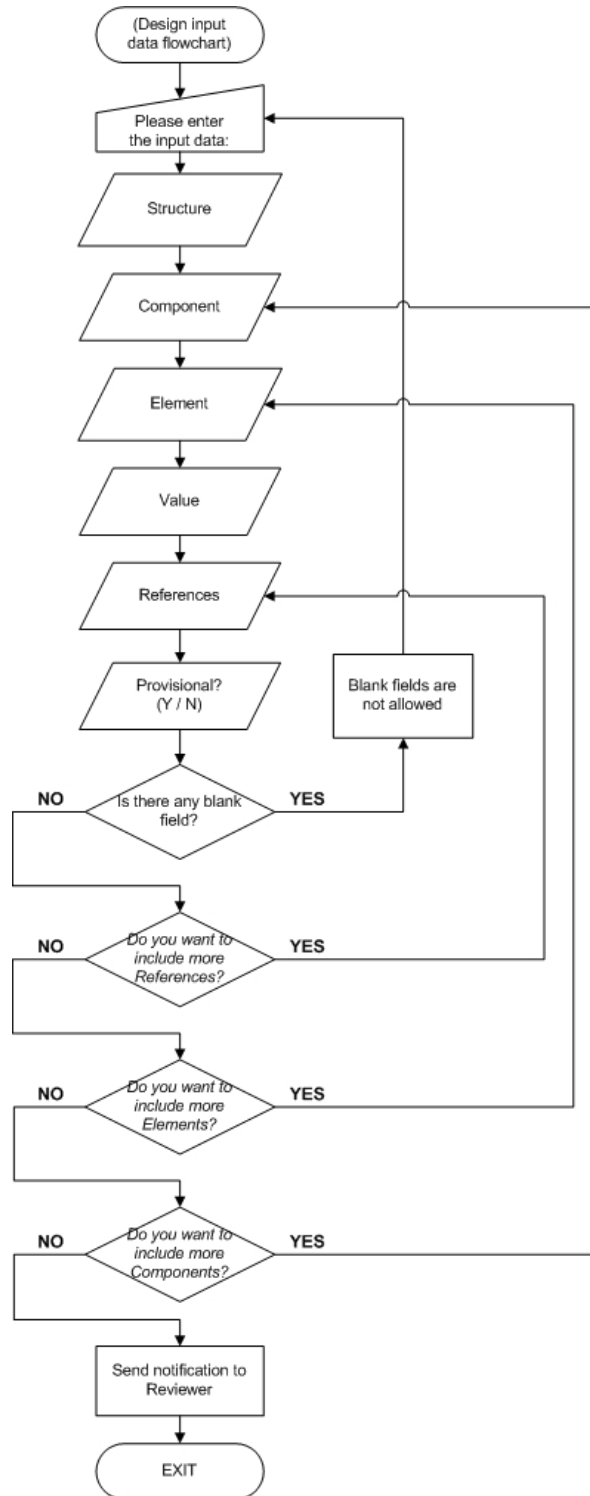 (Design input
data flowchart)
Please enter
the input data:
Structure
Component
Element
Value
References
Provisional?
(Y / N)
Blank fields are
not allowed
NO
Is there any blank
field?
YES
NO
Do you want to
include more
References?
YES
NO
Do you want to
include more
Elements?
YES
NO
Do you want to
include more
Components?
YES
Send notification to
Reviewer
EXIT